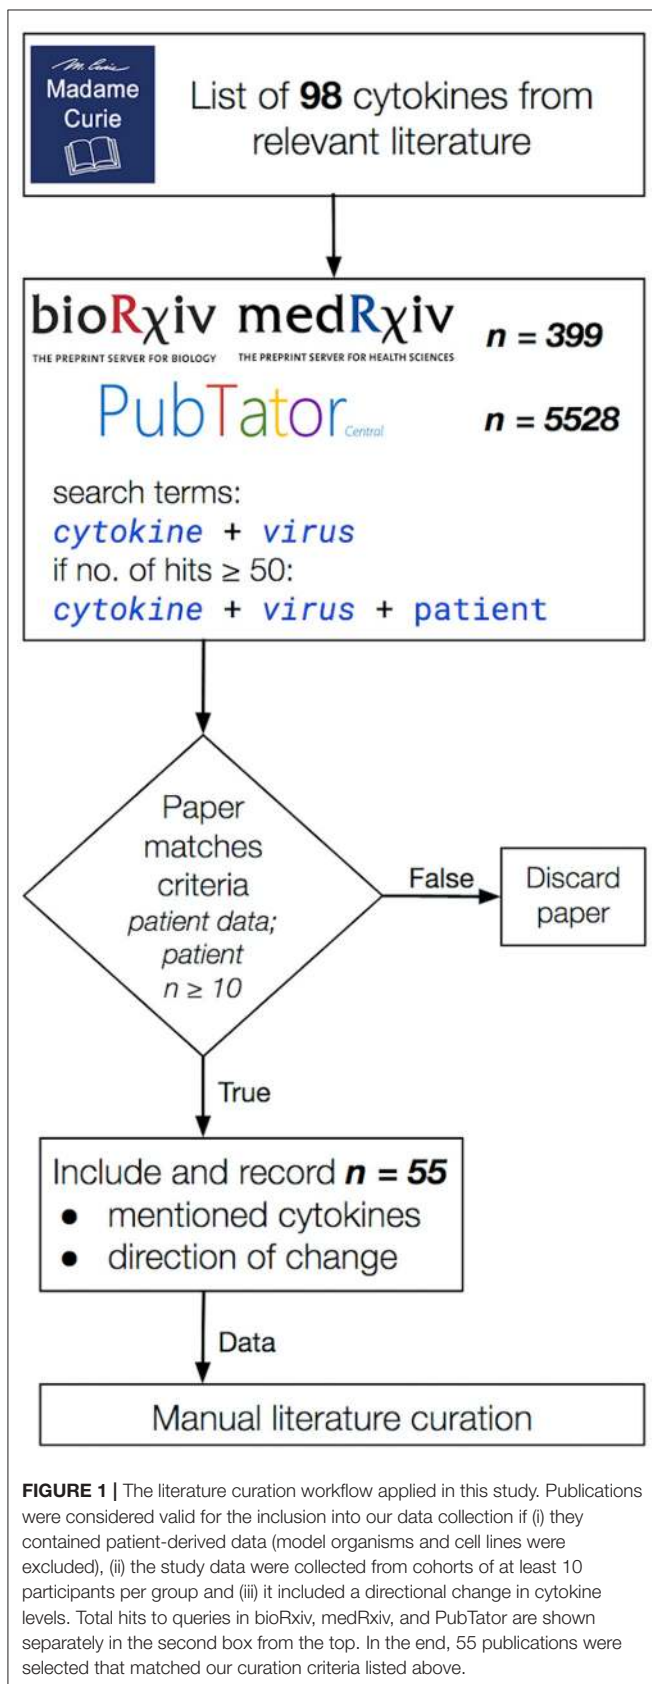 M. Curie
Madame
Curie
List of 98 cytokines from
relevant literature
bioRχiv medRχiv n = 399
THE PREPRINT SERVER FOR BIOLOGY THE PREPRINT SERVER FOR HEALTH SCIENCES
PubTator Central n = 5528
search terms:
cytokine + virus
if no. of hits ≥ 50:
cytokine + virus + patient
Paper
matches
criteria
patient data;
patient
n ≥ 10
False
Discard
paper
True
Include and record n = 55
● mentioned cytokines
● direction of change
Data
Manual literature curation
FIGURE 1 | The literature curation workflow applied in this study. Publications
were considered valid for the inclusion into our data collection if (i) they
contained patient-derived data (model organisms and cell lines were
excluded), (ii) the study data were collected from cohorts of at least 10
participants per group and (iii) it included a directional change in cytokine
levels. Total hits to queries in bioRxiv, medRxiv, and PubTator are shown
separately in the second box from the top. In the end, 55 publications were
selected that matched our curation criteria listed above.